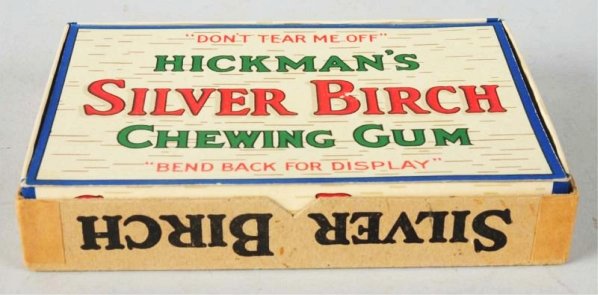 "DON'T TEAR ME OFF"
HICKMAN'S
SILVER BIRCH
CHEWING GUM
"BEND BACK FOR DISPLAY"
SILVER BIRCH